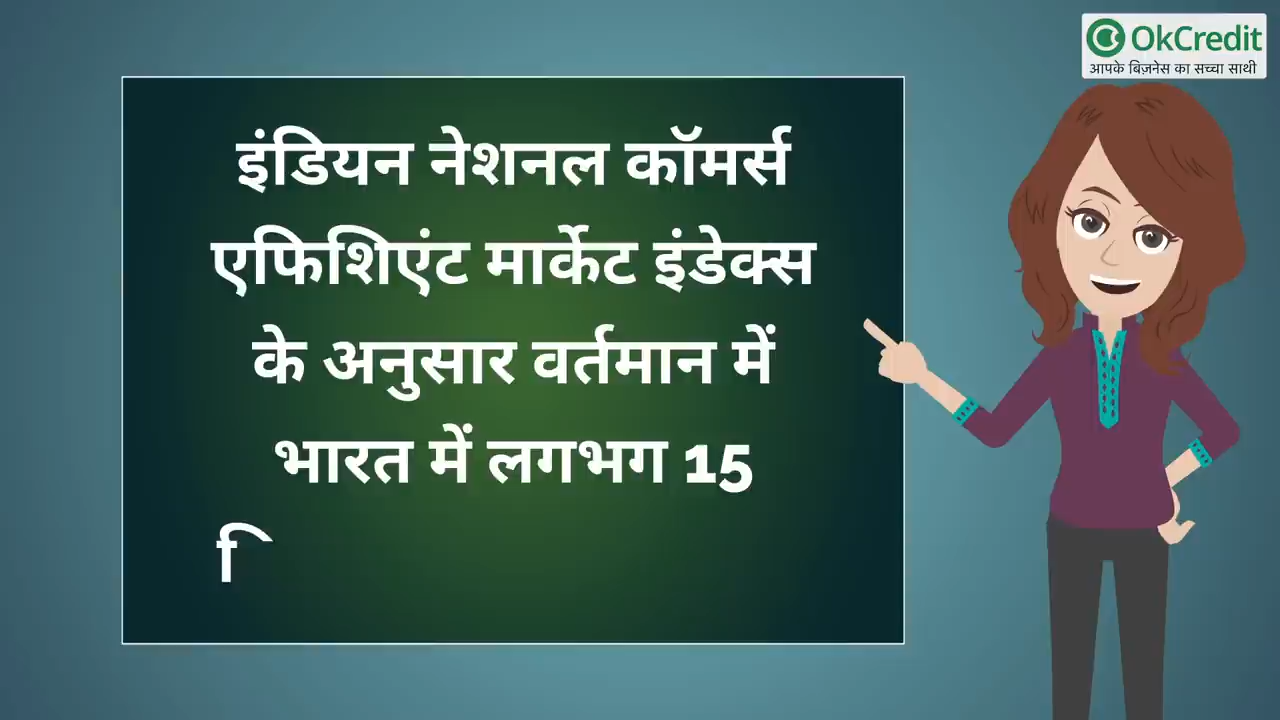 OkCredit
आपके बिज़नेस का सच्चा साथी
इंडियन नेशनल कॉमर्स
एफिशिएंट मार्केट इंडेक्स
के अनुसार वर्तमान में
भारत में लगभग 15
ि